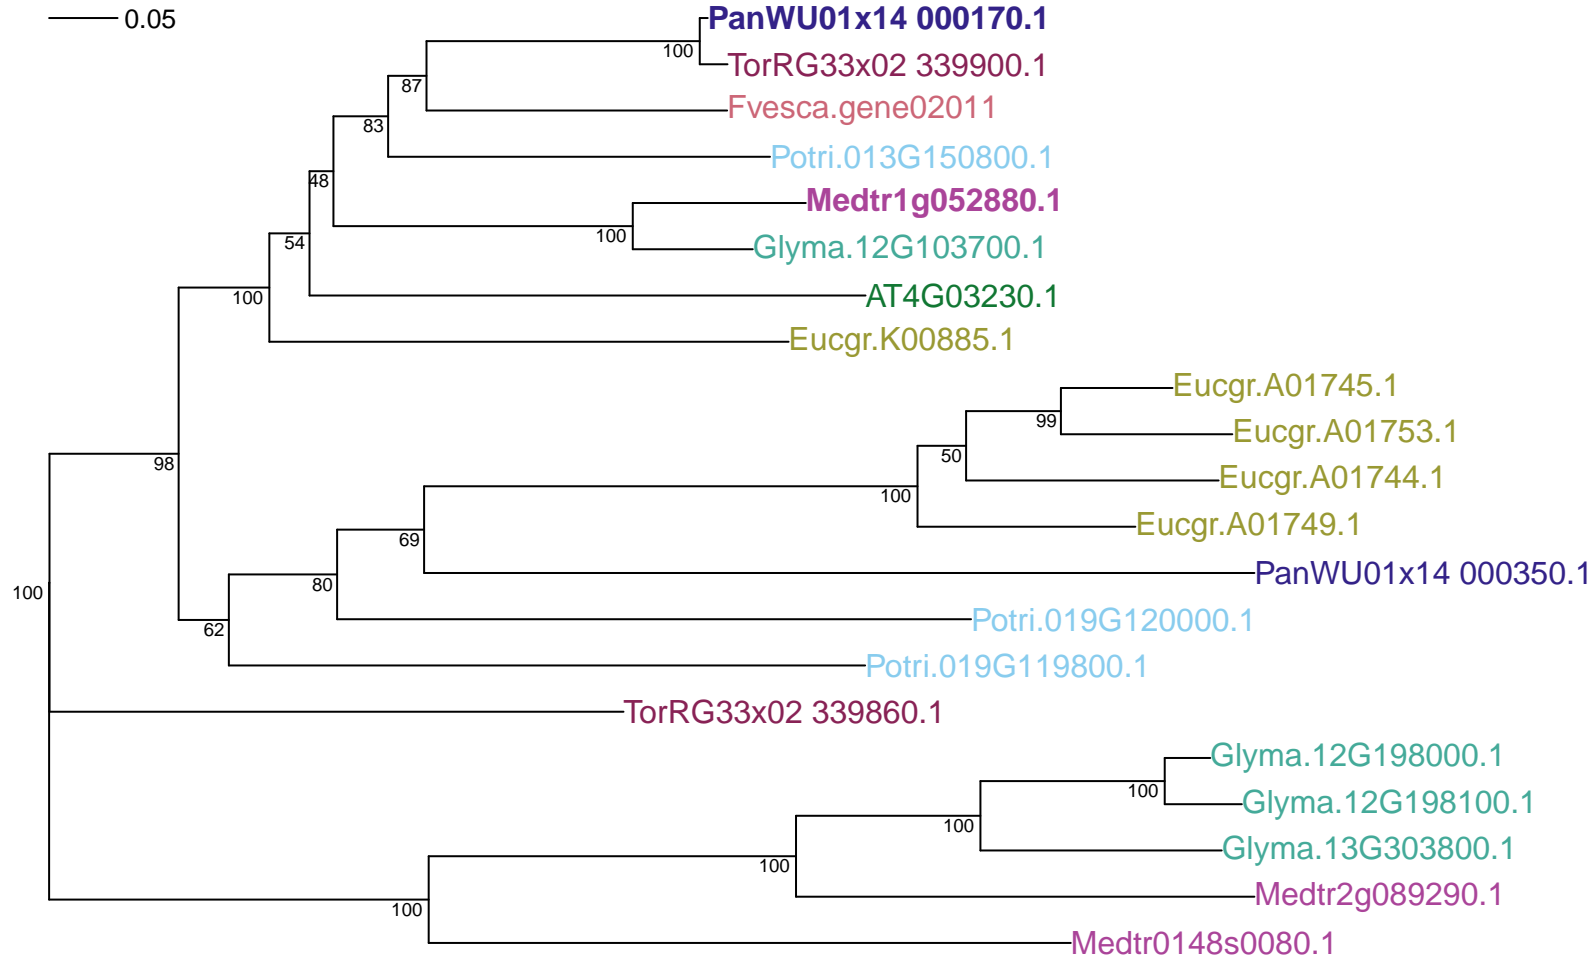 0.05
PanWU01x14 000170.1
100
TorRG33x02 339900.1
87
Fvesca.gene02011
83
Potri.013G150800.1
48
Medtr1g052880.1
100
Glyma.12G103700.1
54
AT4G03230.1
100
Eucgr.K00885.1
Eucgr.A01745.1
99
Eucgr.A01753.1
50
98
Eucgr.A01744.1
100
Eucgr.A01749.1
69
PanWU01x14 000350.1
80
100
Potri.019G120000.1
62
Potri.019G119800.1
TorRG33x02 339860.1
Glyma.12G198000.1
100
Glyma.12G198100.1
100
Glyma.13G303800.1
100
Medtr2g089290.1
100
Medtr0148s0080.1